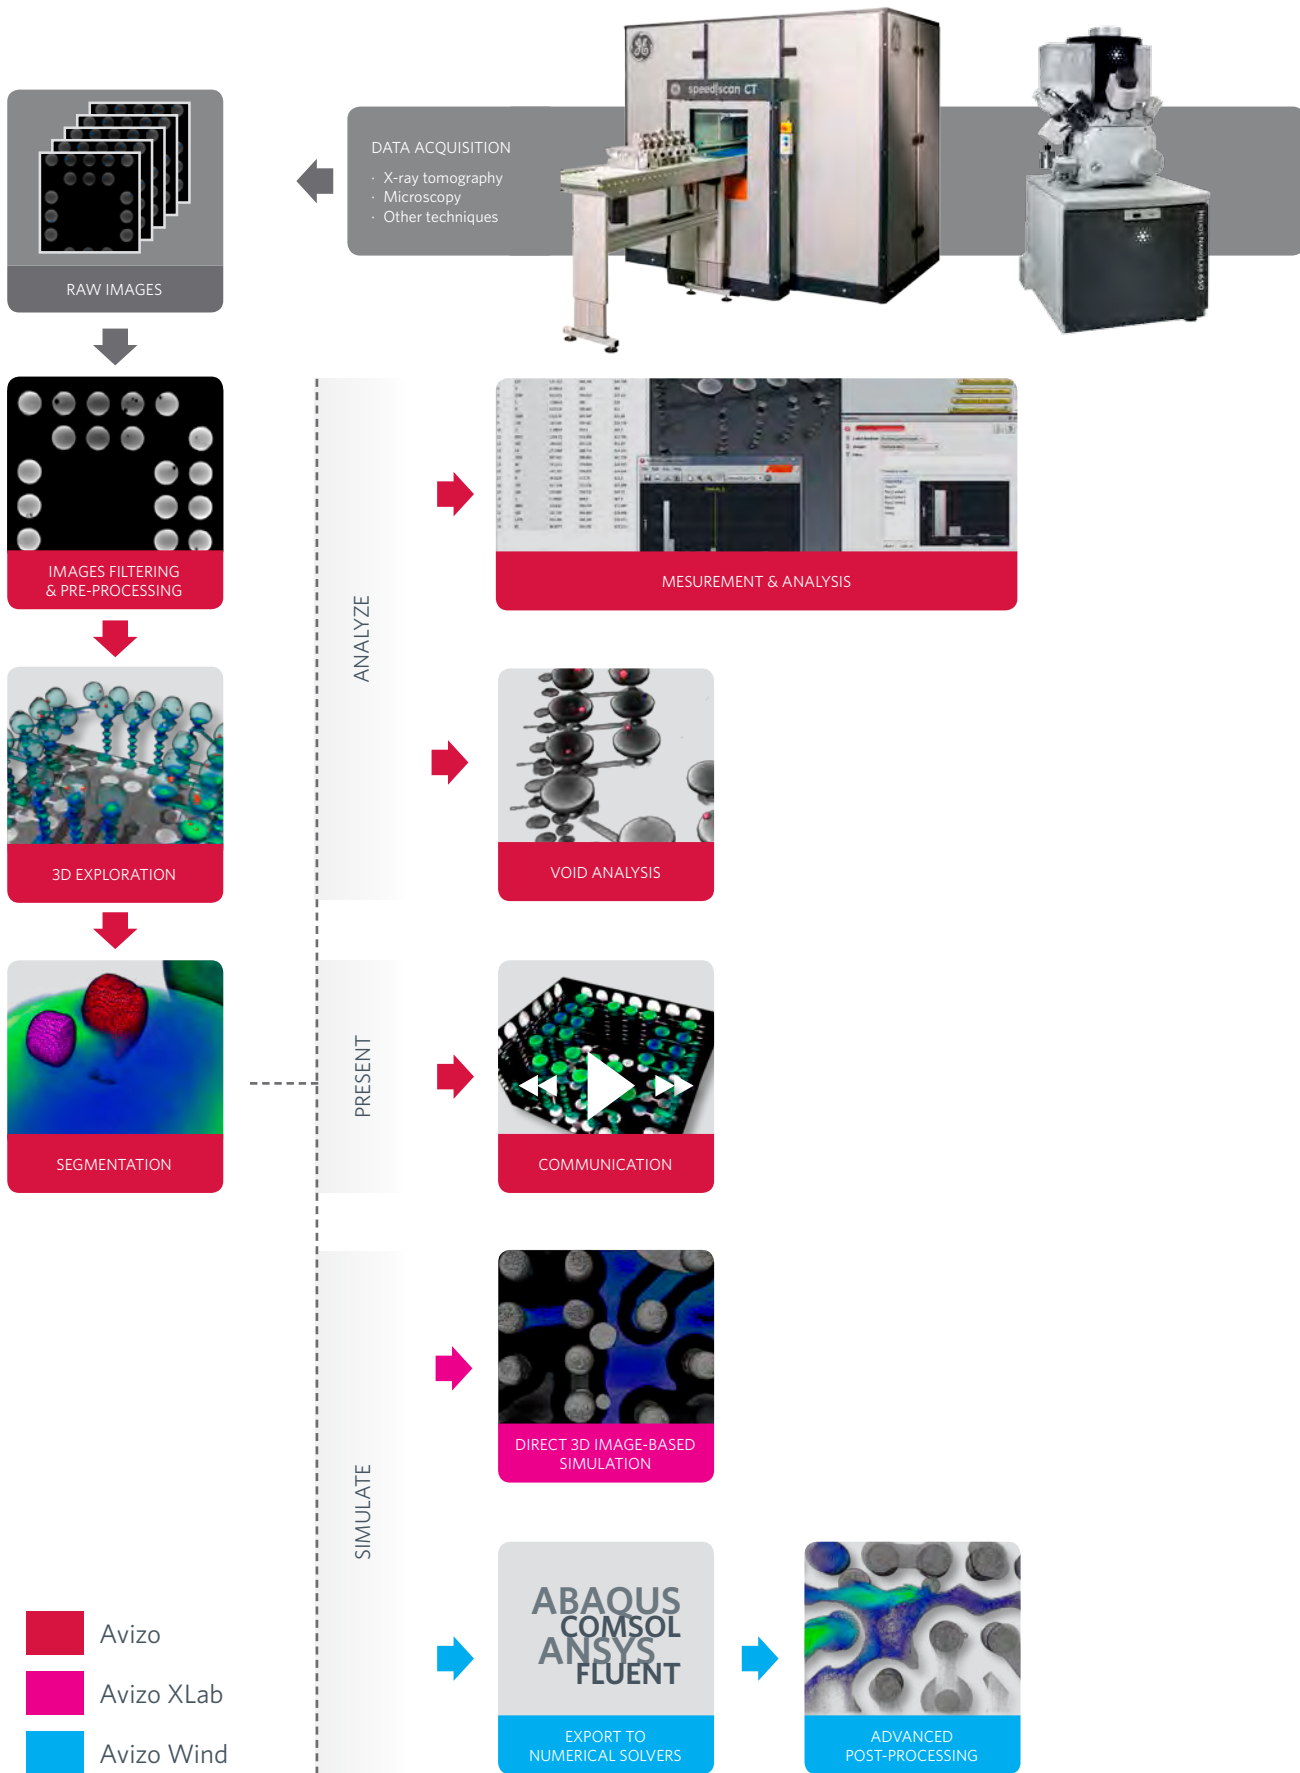 speed|scan CT
DATA ACQUISITION
· X-ray tomography
· Microscopy
· Other techniques
RAW IMAGES
IMAGES FILTERING
& PRE-PROCESSING
3D EXPLORATION
SEGMENTATION
ANALYZE
MESUREMENT & ANALYSIS
VOID ANALYSIS
PRESENT
COMMUNICATION
SIMULATE
DIRECT 3D IMAGE-BASED
SIMULATION
ABAQUS
COMSOL
ANSYS
FLUENT
EXPORT TO
NUMERICAL SOLVERS
ADVANCED
POST-PROCESSING
Avizo
Avizo XLab
Avizo Wind